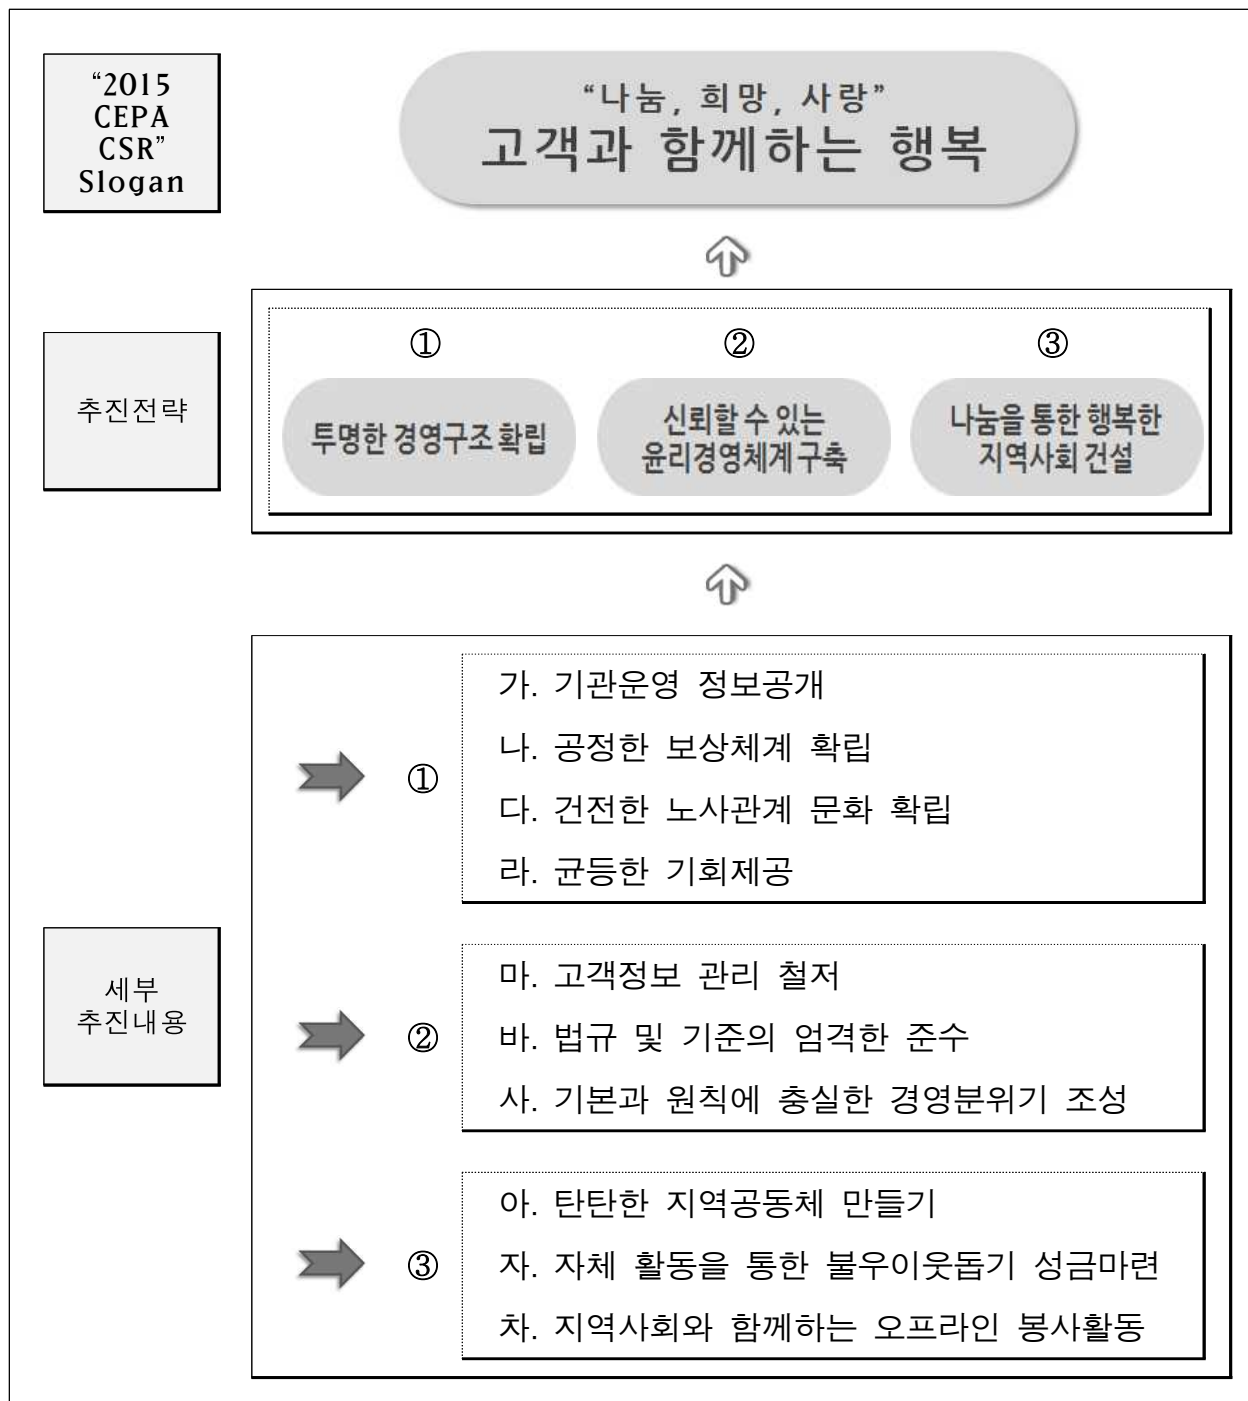 “2015
CEPA
CSR”
Slogan
“나눔, 희망, 사랑”
고객과 함께하는 행복
추진전략
①
②
③
투명한 경영구조 확립
신뢰할 수 있는
윤리경영체계 구축
나눔을 통한 행복한
지역사회 건설
세부
추진내용
①
가. 기관운영 정보공개
나. 공정한 보상체계 확립
다. 건전한 노사관계 문화 확립
라. 균등한 기회제공
②
마. 고객정보 관리 철저
바. 법규 및 기준의 엄격한 준수
사. 기본과 원칙에 충실한 경영분위기 조성
③
아. 탄탄한 지역공동체 만들기
자. 자체 활동을 통한 불우이웃돕기 성금마련
차. 지역사회와 함께하는 오프라인 봉사활동